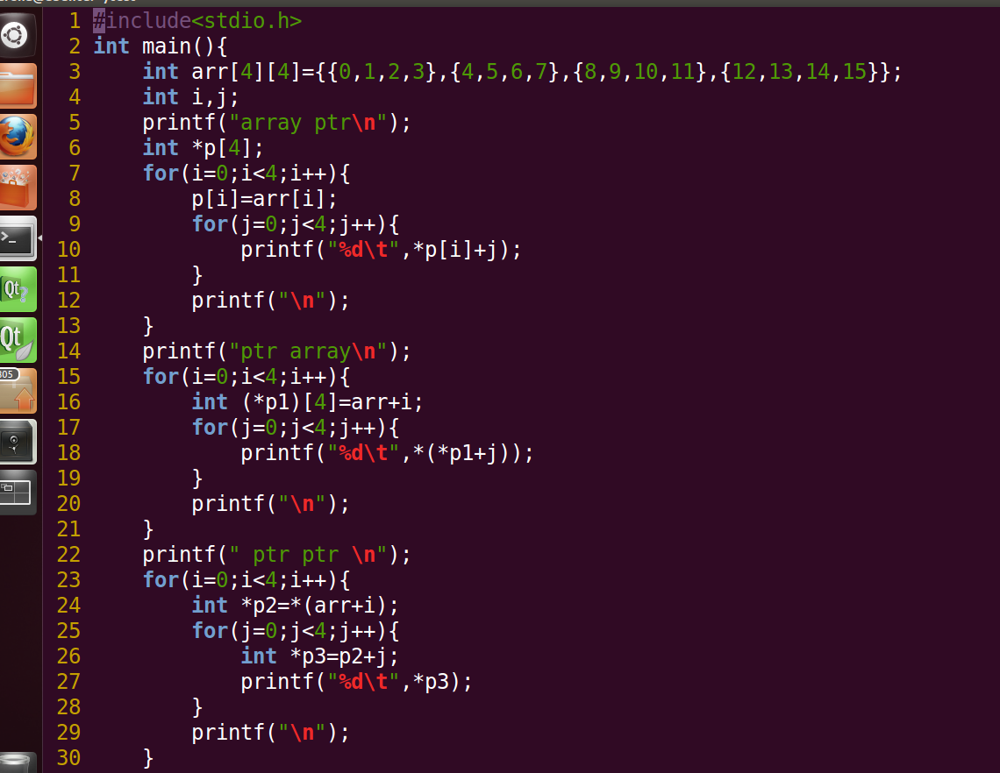 1 #include<stdio.h>
2 int main(){
3     int arr[4][4]={{0,1,2,3},{4,5,6,7},{8,9,10,11},{12,13,14,15}};
4     int i,j;
5     printf("array ptr\n");
6     int *p[4];
7     for(i=0;i<4;i++){
8         p[i]=arr[i];
9         for(j=0;j<4;j++){
10             printf("%d\t",*p[i]+j);
11         }
12         printf("\n");
13     }
14     printf("ptr array\n");
15     for(i=0;i<4;i++){
16         int (*p1)[4]=arr+i;
17         for(j=0;j<4;j++){
18             printf("%d\t",*(*p1+j));
19         }
20         printf("\n");
21     }
22     printf(" ptr ptr \n");
23     for(i=0;i<4;i++){
24         int *p2=*(arr+i);
25         for(j=0;j<4;j++){
26             int *p3=p2+j;
27             printf("%d\t",*p3);
28         }
29         printf("\n");
30     }
Qt
Qt
305